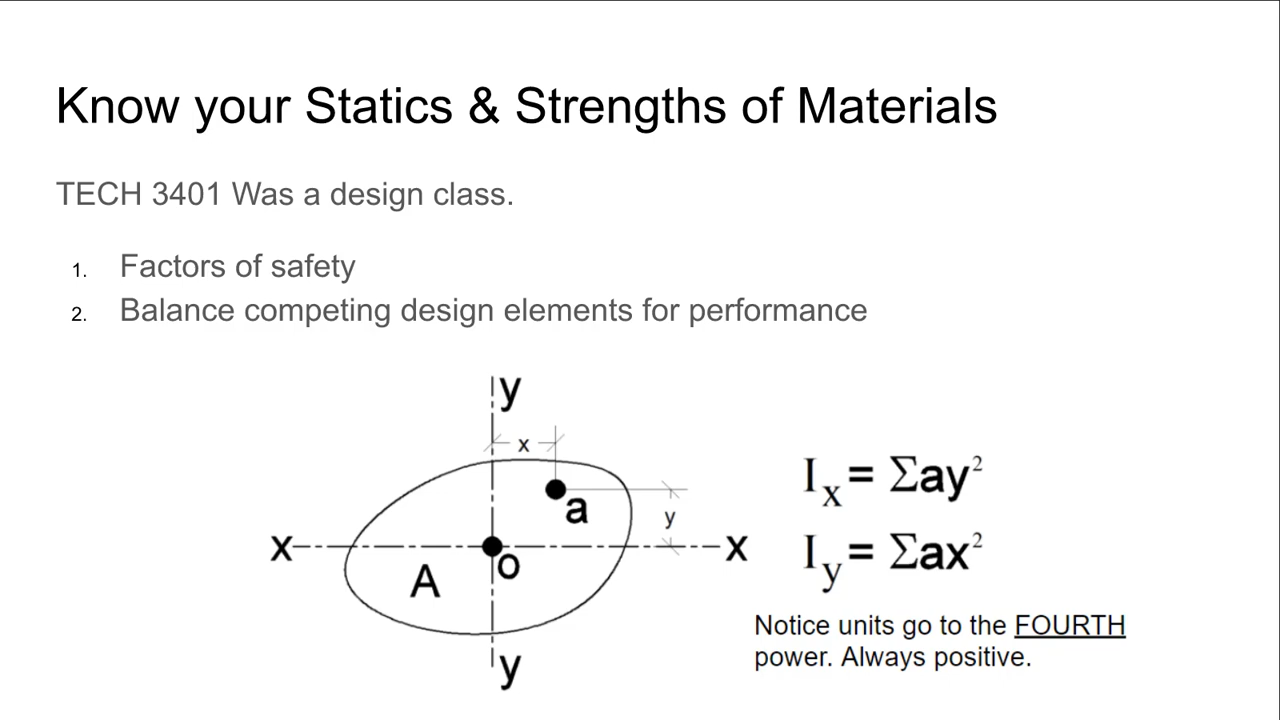 Know your Statics & Strengths of Materials
TECH 3401 Was a design class.
1. Factors of safety
2. Balance competing design elements for performance
y
x
a
y
x
x
o
A
y
Iₓ = Σay²
I_y = Σax²
Notice units go to the FOURTH
power. Always positive.